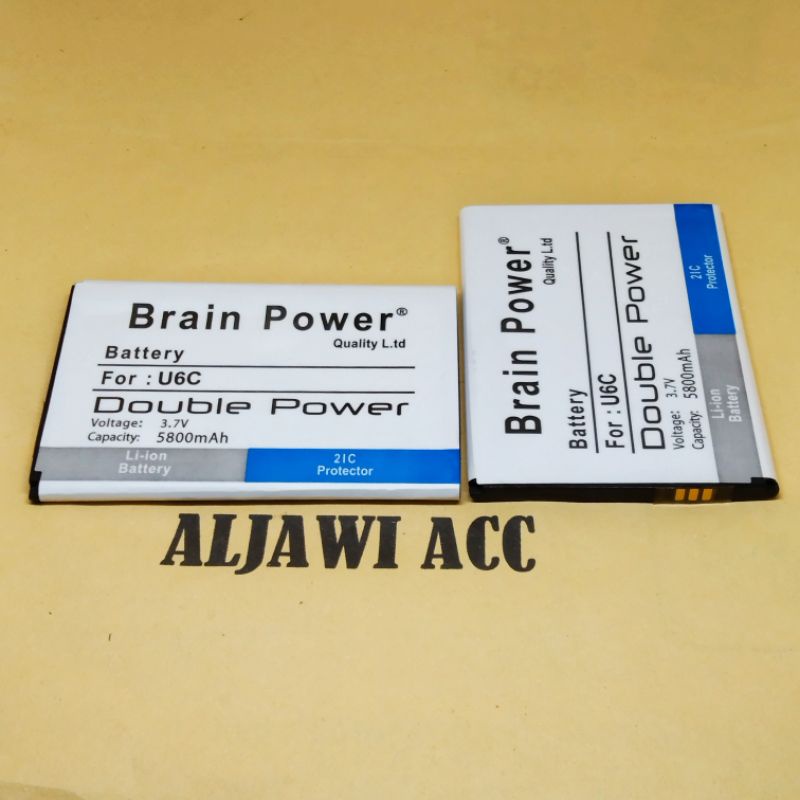 Brain Power®
Quality L.td
Battery
For : U6C
Double Power
Voltage: 3.7V
Capacity: 5800mAh
Li-ion
Battery
2IC
Protector
Brain Power®
Quality L.td
Battery
For : U6C
Double Power
Voltage: 3.7V
Capacity: 5800mAh
Li-ion
Battery
2IC
Protector
ALJAWI ACC